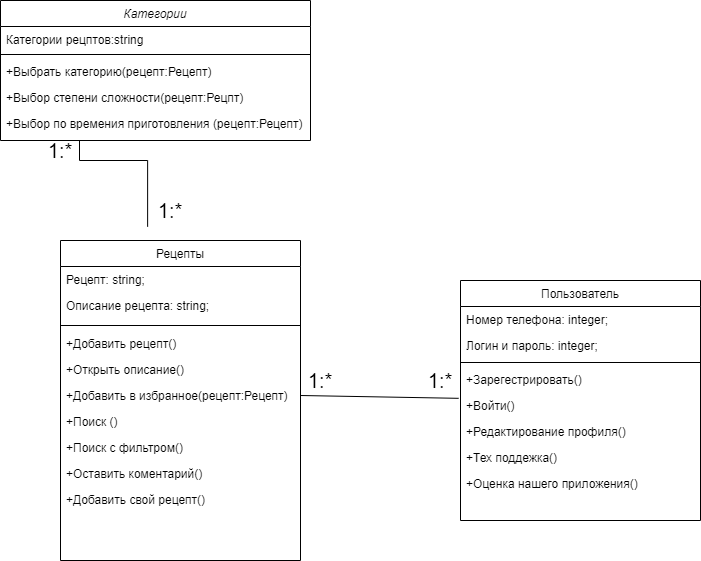 Категории
Категории рецптов:string
+Выбрать категорию(рецепт:Рецепт)
+Выбор степени сложности(рецепт:Рецпт)
+Выбор по времения приготовления (рецепт:Рецепт)
1:*
1:*
Рецепты
Рецепт: string;
Описание рецепта: string;
+Добавить рецепт()
+Открыть описание()
+Добавить в избранное(рецепт:Рецепт)
+Поиск ()
+Поиск с фильтром()
+Оставить коментарий()
+Добавить свой рецепт()
1:*
1:*
Пользователь
Номер телефона: integer;
Логин и пароль: integer;
+Зарегестрировать()
+Войти()
+Редактирование профиля()
+Тех поддежка()
+Оценка нашего приложения()